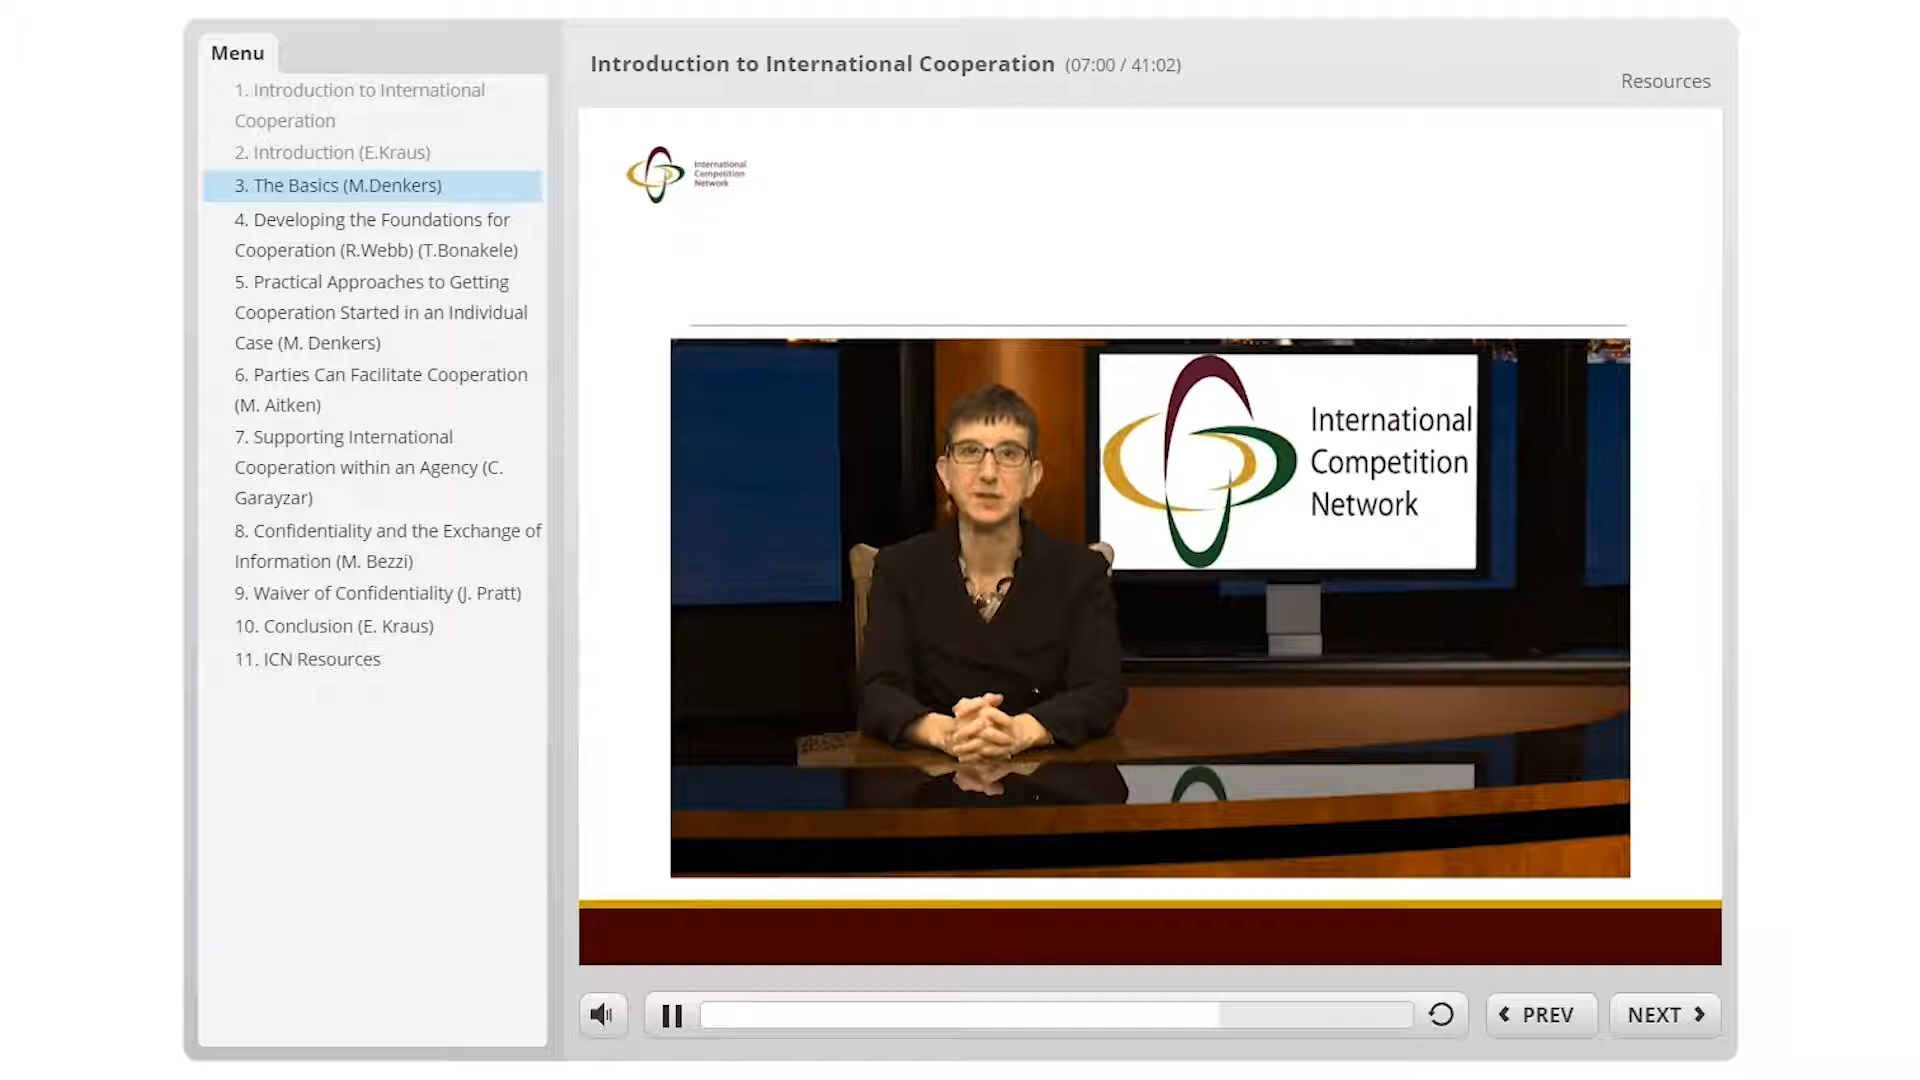 Menu
1. Introduction to International
Cooperation
2. Introduction (E.Kraus)
3. The Basics (M.Denkers)
4. Developing the Foundations for
Cooperation (R.Webb) (T.Bonakele)
5. Practical Approaches to Getting
Cooperation Started in an Individual
Case (M. Denkers)
6. Parties Can Facilitate Cooperation
(M. Aitken)
7. Supporting International
Cooperation within an Agency (C.
Garayzar)
8. Confidentiality and the Exchange of
Information (M. Bezzi)
9. Waiver of Confidentiality (J. Pratt)
10. Conclusion (E. Kraus)
11. ICN Resources
Introduction to International Cooperation (07:00 / 41:02)
Resources
International
Competition
Network
International
Competition
Network
PREV
NEXT